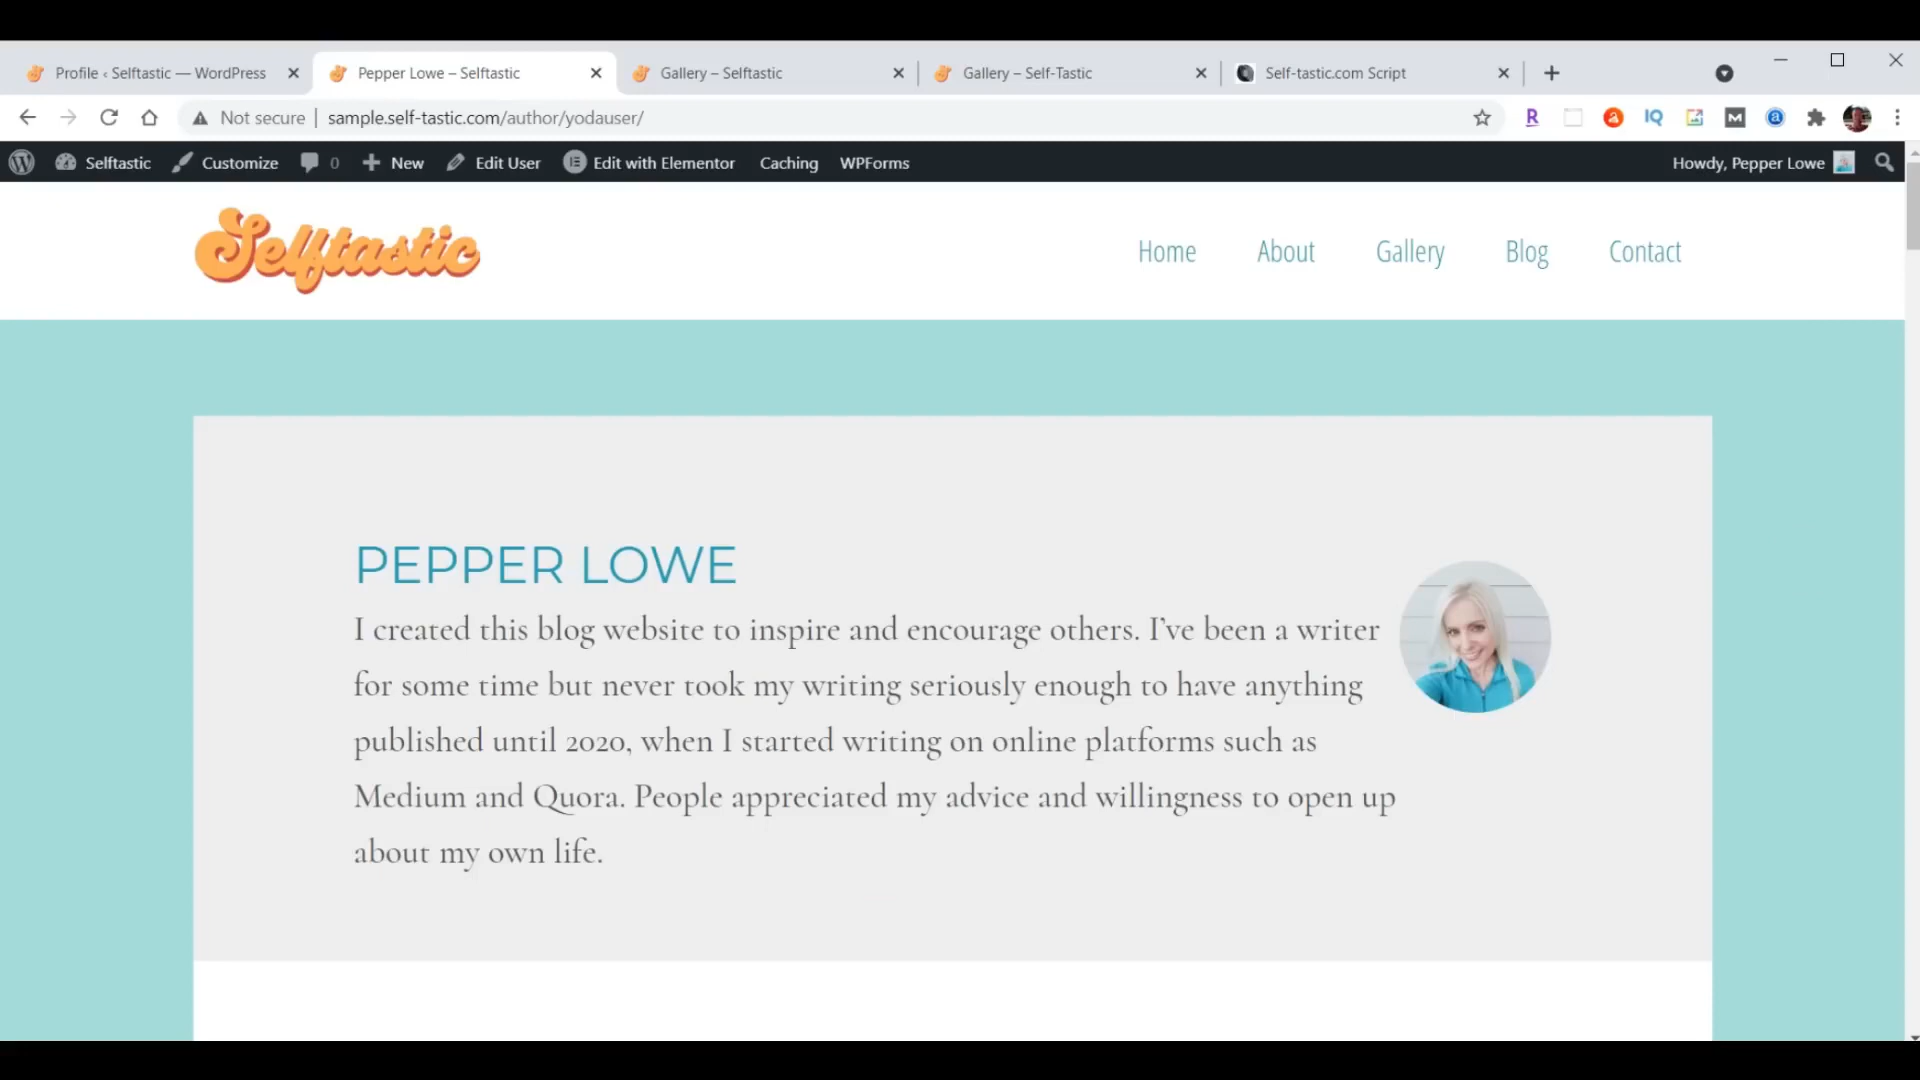 Profile ‹ Selftastic — WordPress
Pepper Lowe – Selftastic
Gallery – Selftastic
Gallery – Self-Tastic
Self-tastic.com Script
Not secure | sample.self-tastic.com/author/yodauser/
R
IQ
M
a
Selftastic
Customize
0
New
Edit User
Edit with Elementor
Caching
WPForms
Howdy, Pepper Lowe
Selftastic
Home
About
Gallery
Blog
Contact
PEPPER LOWE
I created this blog website to inspire and encourage others. I’ve been a writer
for some time but never took my writing seriously enough to have anything
published until 2020, when I started writing on online platforms such as
Medium and Quora. People appreciated my advice and willingness to open up
about my own life.